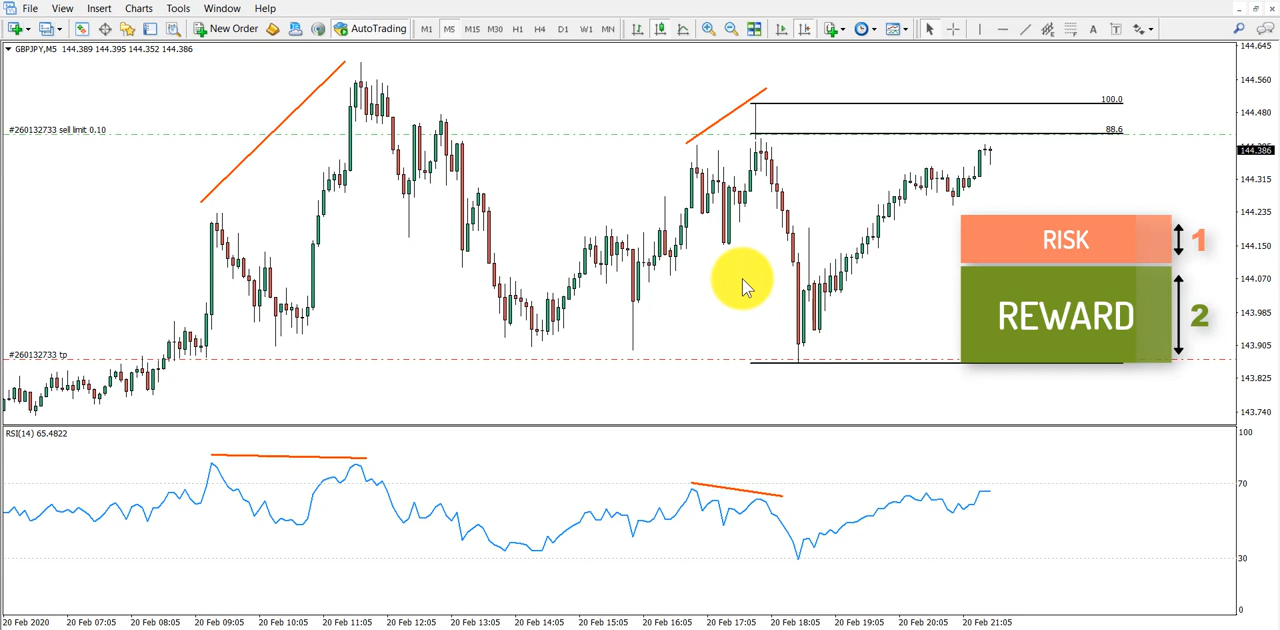 File View Insert Charts Tools Window Help
New Order AutoTrading M1 M5 M15 M30 H1 H4 D1 W1 MN A T
GBPJPY,M5 144.389 144.395 144.352 144.386
144.645
144.560
144.480
144.386
144.315
144.235
144.150
144.070
143.985
143.905
143.825
143.740
100.0
88.6
#260132733 sell limit 0.10
#260132733 tp
RISK
1
REWARD
2
RSI(14) 65.4822
100
70
30
0
20 Feb 2020 20 Feb 07:05 20 Feb 08:05 20 Feb 09:05 20 Feb 10:05 20 Feb 11:05 20 Feb 12:05 20 Feb 13:05 20 Feb 14:05 20 Feb 15:05 20 Feb 16:05 20 Feb 17:05 20 Feb 18:05 20 Feb 19:05 20 Feb 20:05 20 Feb 21:05